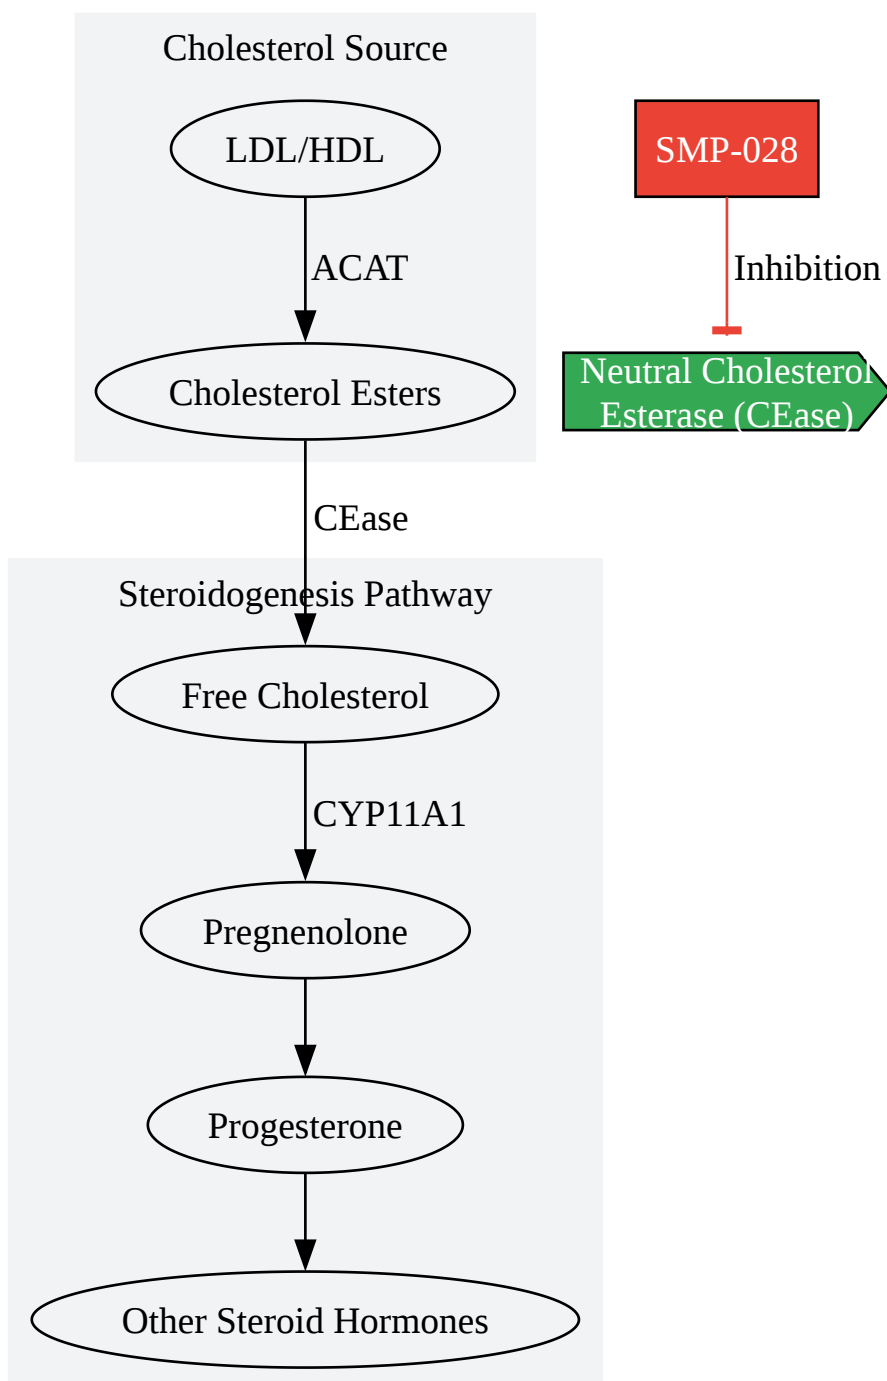 Cholesterol Source
LDL/HDL
SMP-028
ACAT
Inhibition
Cholesterol Esters
Neutral Cholesterol
Esterase (CEase)
CEase
Steroidogenesis Pathway
Free Cholesterol
CYP11A1
Pregnenolone
Progesterone
Other Steroid Hormones